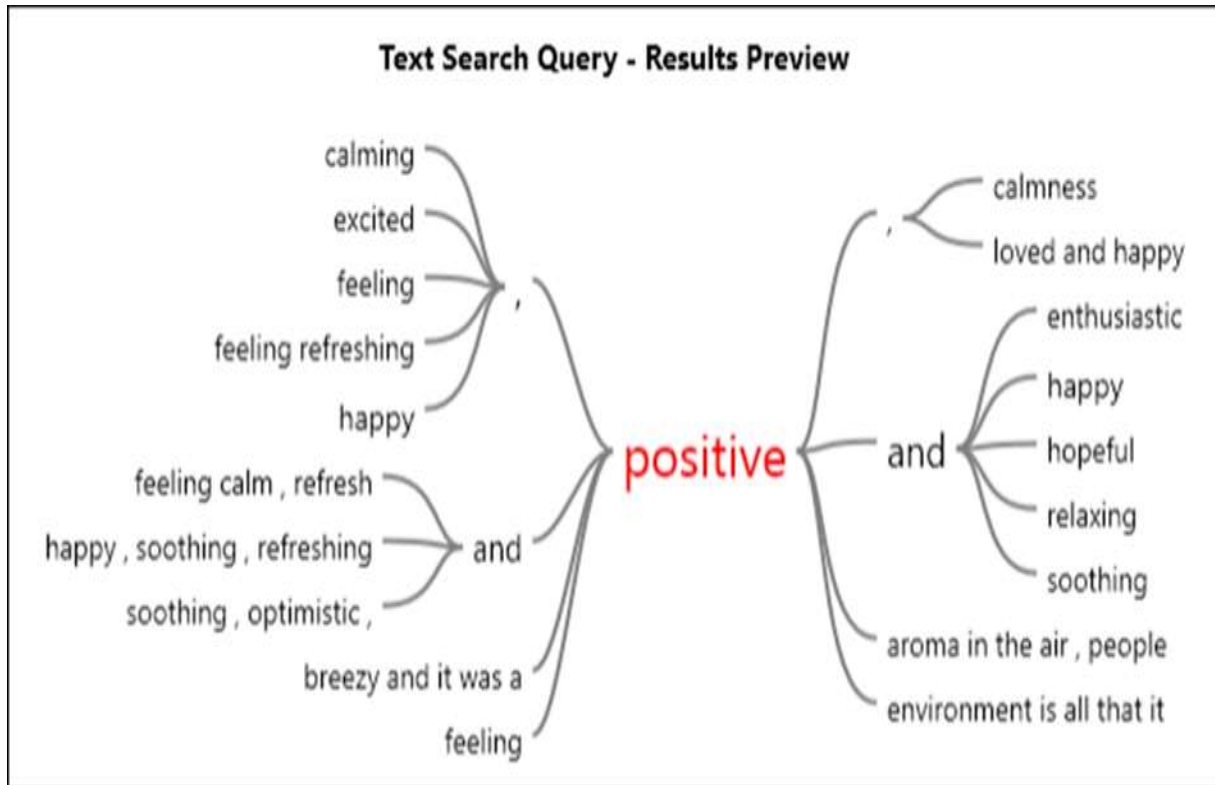 Text Search Query - Results Preview
calming
excited
feeling
feeling refreshing
happy
,
feeling calm , refresh
happy , soothing , refreshing
soothing , optimistic ,
and
breezy and it was a
feeling
positive
,
calmness
loved and happy
and
enthusiastic
happy
hopeful
relaxing
soothing
aroma in the air , people
environment is all that it